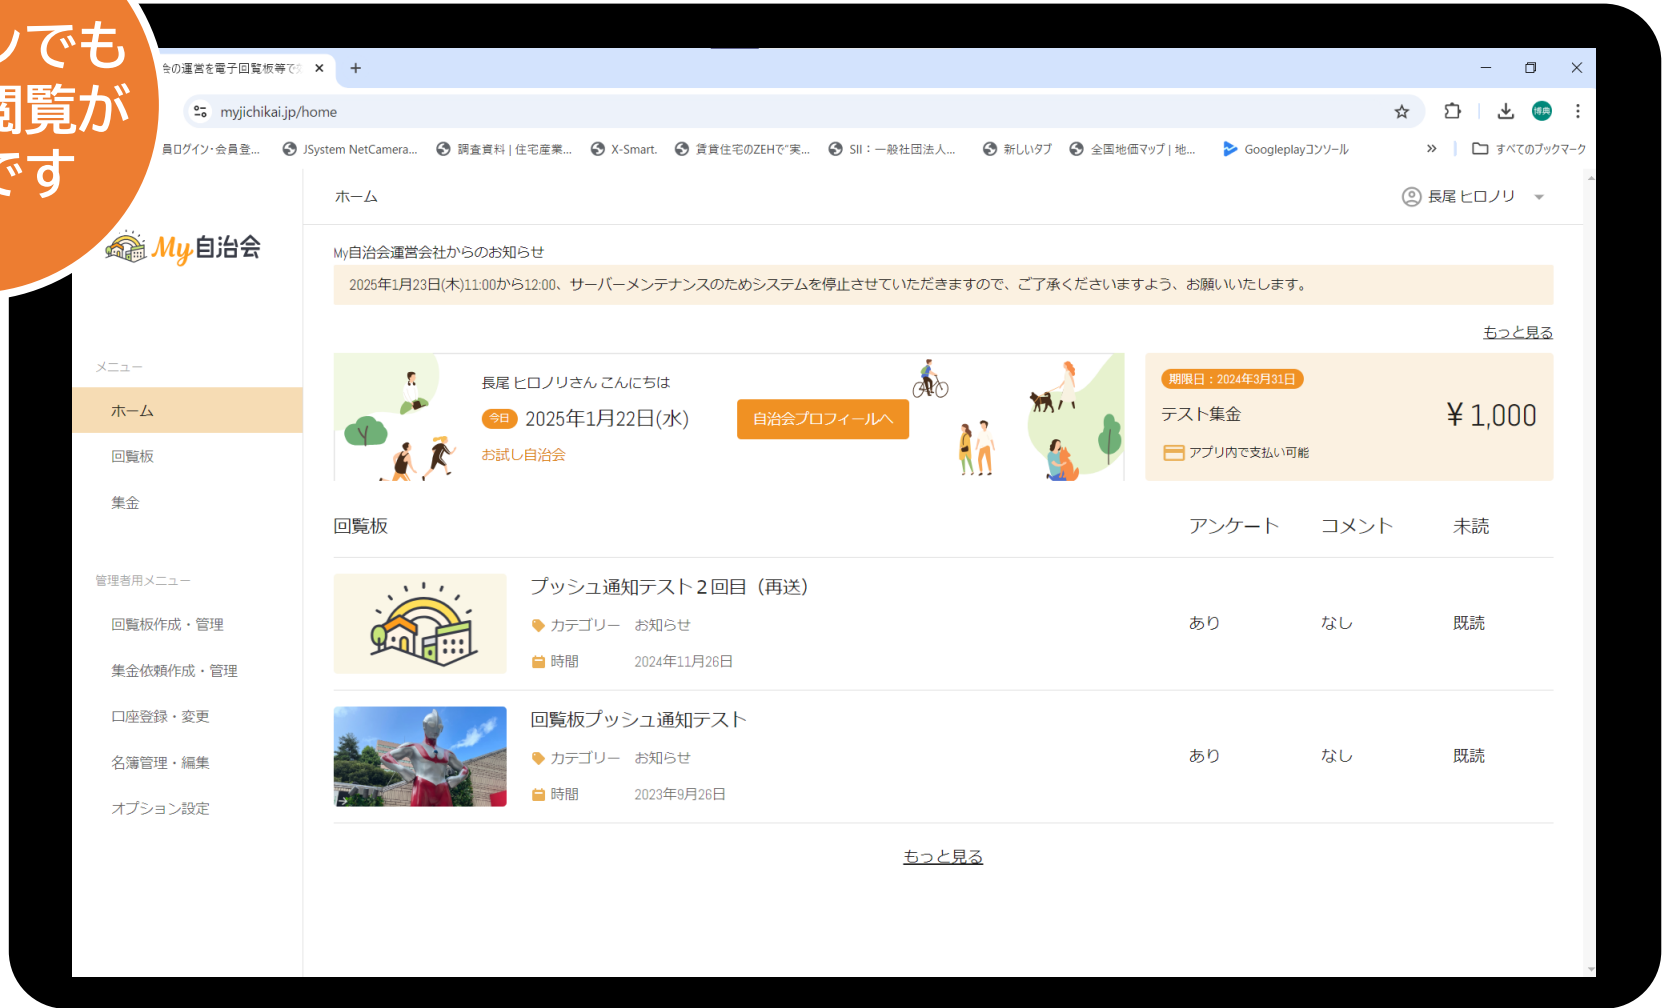 ンでも
閲覧が
です
会の運営を電子回覧板等で
myjichikai.jp/home
員ログイン・会員登...
JSystem NetCamera...
調査資料 | 住宅産業...
X-Smart.
賃貸住宅のZEHで"実...
SII：一般社団法人...
新しいタブ
全国地価マップ | 地...
Googleplayコンソール
»
すべてのブックマーク
博典
My自治会
ホーム
長尾 ヒロノリ
My自治会運営会社からのお知らせ
2025年1月23日(木)11:00から12:00、サーバーメンテナンスのためシステムを停止させていただきますので、ご了承くださいますよう、お願いいたします。
もっと見る
メニュー
ホーム
回覧板
集金
管理者用メニュー
回覧板作成・管理
集金依頼作成・管理
口座登録・変更
名簿管理・編集
オプション設定
長尾 ヒロノリさん こんにちは
今日 2025年1月22日(水)
お試し自治会
自治会プロフィールへ
期限日：2024年3月31日
テスト集金
¥ 1,000
アプリ内で支払い可能
回覧板 アンケート コメント 未読
プッシュ通知テスト２回目（再送）
カテゴリー お知らせ
時間 2024年11月26日
あり なし 既読
回覧板プッシュ通知テスト
カテゴリー お知らせ
時間 2023年9月26日
あり なし 既読
もっと見る